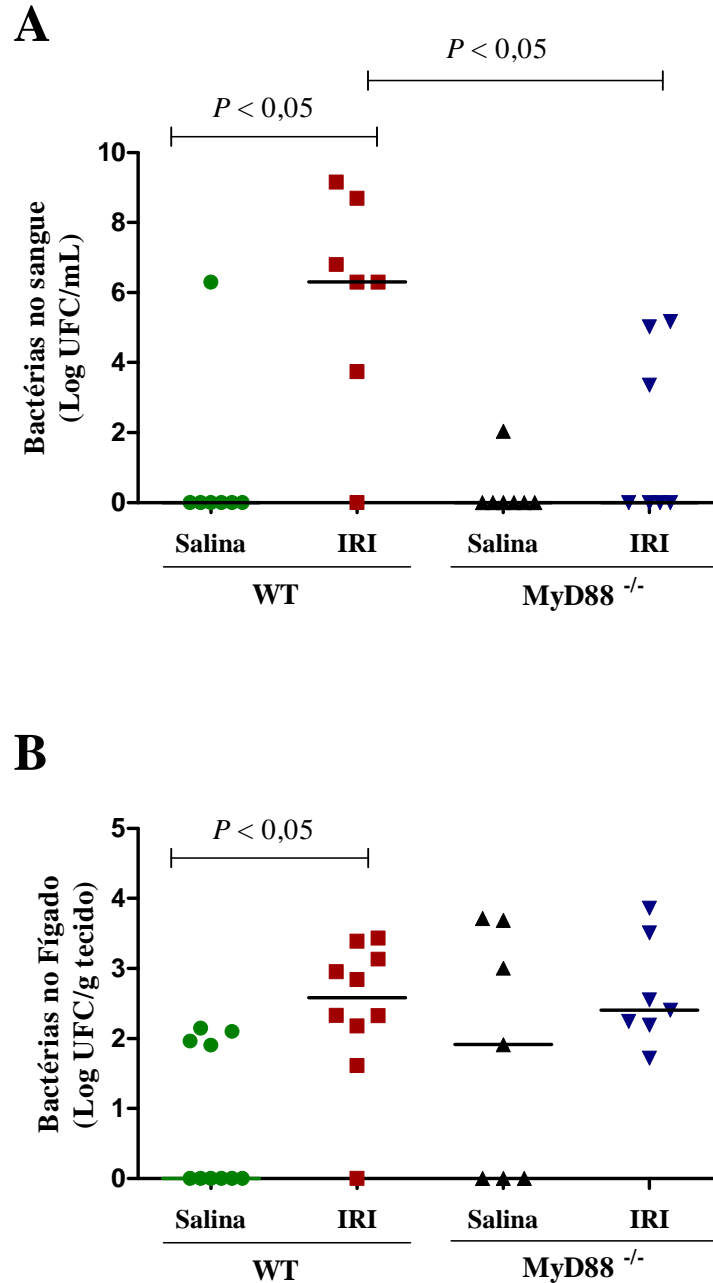 A
P < 0,05
P < 0,05
Bactérias no sangue
(Log UFC/mL)
10
8
6
4
2
0
Salina IRI Salina IRI
WT MyD88 -/-
B
P < 0,05
Bactérias no Fígado
(Log UFC/g tecido)
5
4
3
2
1
0
Salina IRI Salina IRI
WT MyD88 -/-